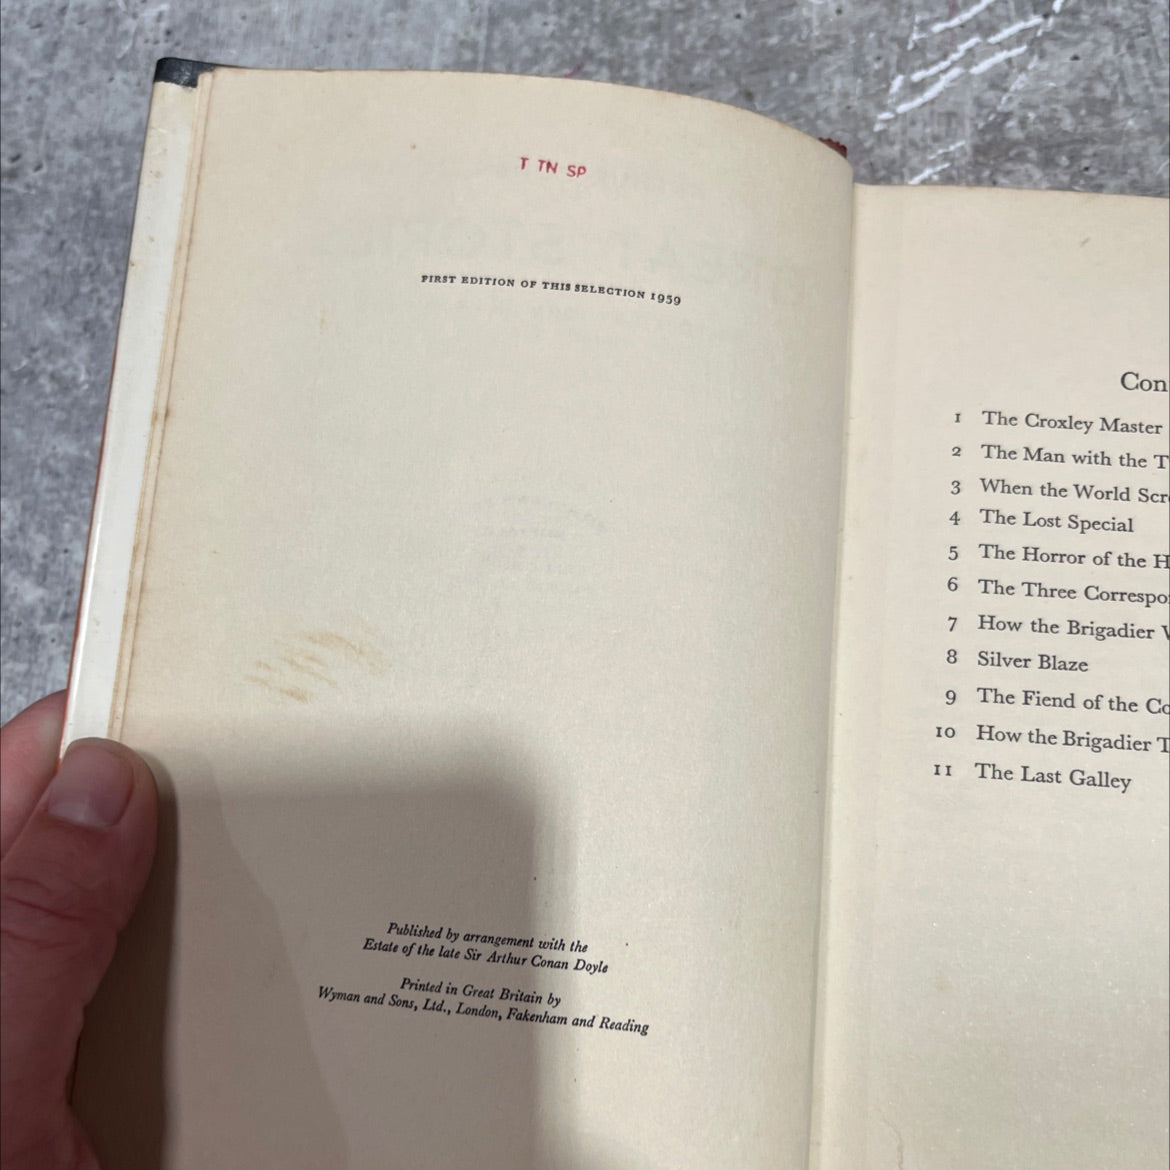 T TN SP
FIRST EDITION OF THIS SELECTION 1959
Published by arrangement with the
Estate of the late Sir Arthur Conan Doyle
Printed in Great Britain by
Wyman and Sons, Ltd., London, Fakenham and Reading
Con
1 The Croxley Master
2 The Man with the T
3 When the World Scr
4 The Lost Special
5 The Horror of the H
6 The Three Correspo
7 How the Brigadier
8 Silver Blaze
9 The Fiend of the Co
10 How the Brigadier T
11 The Last Galley